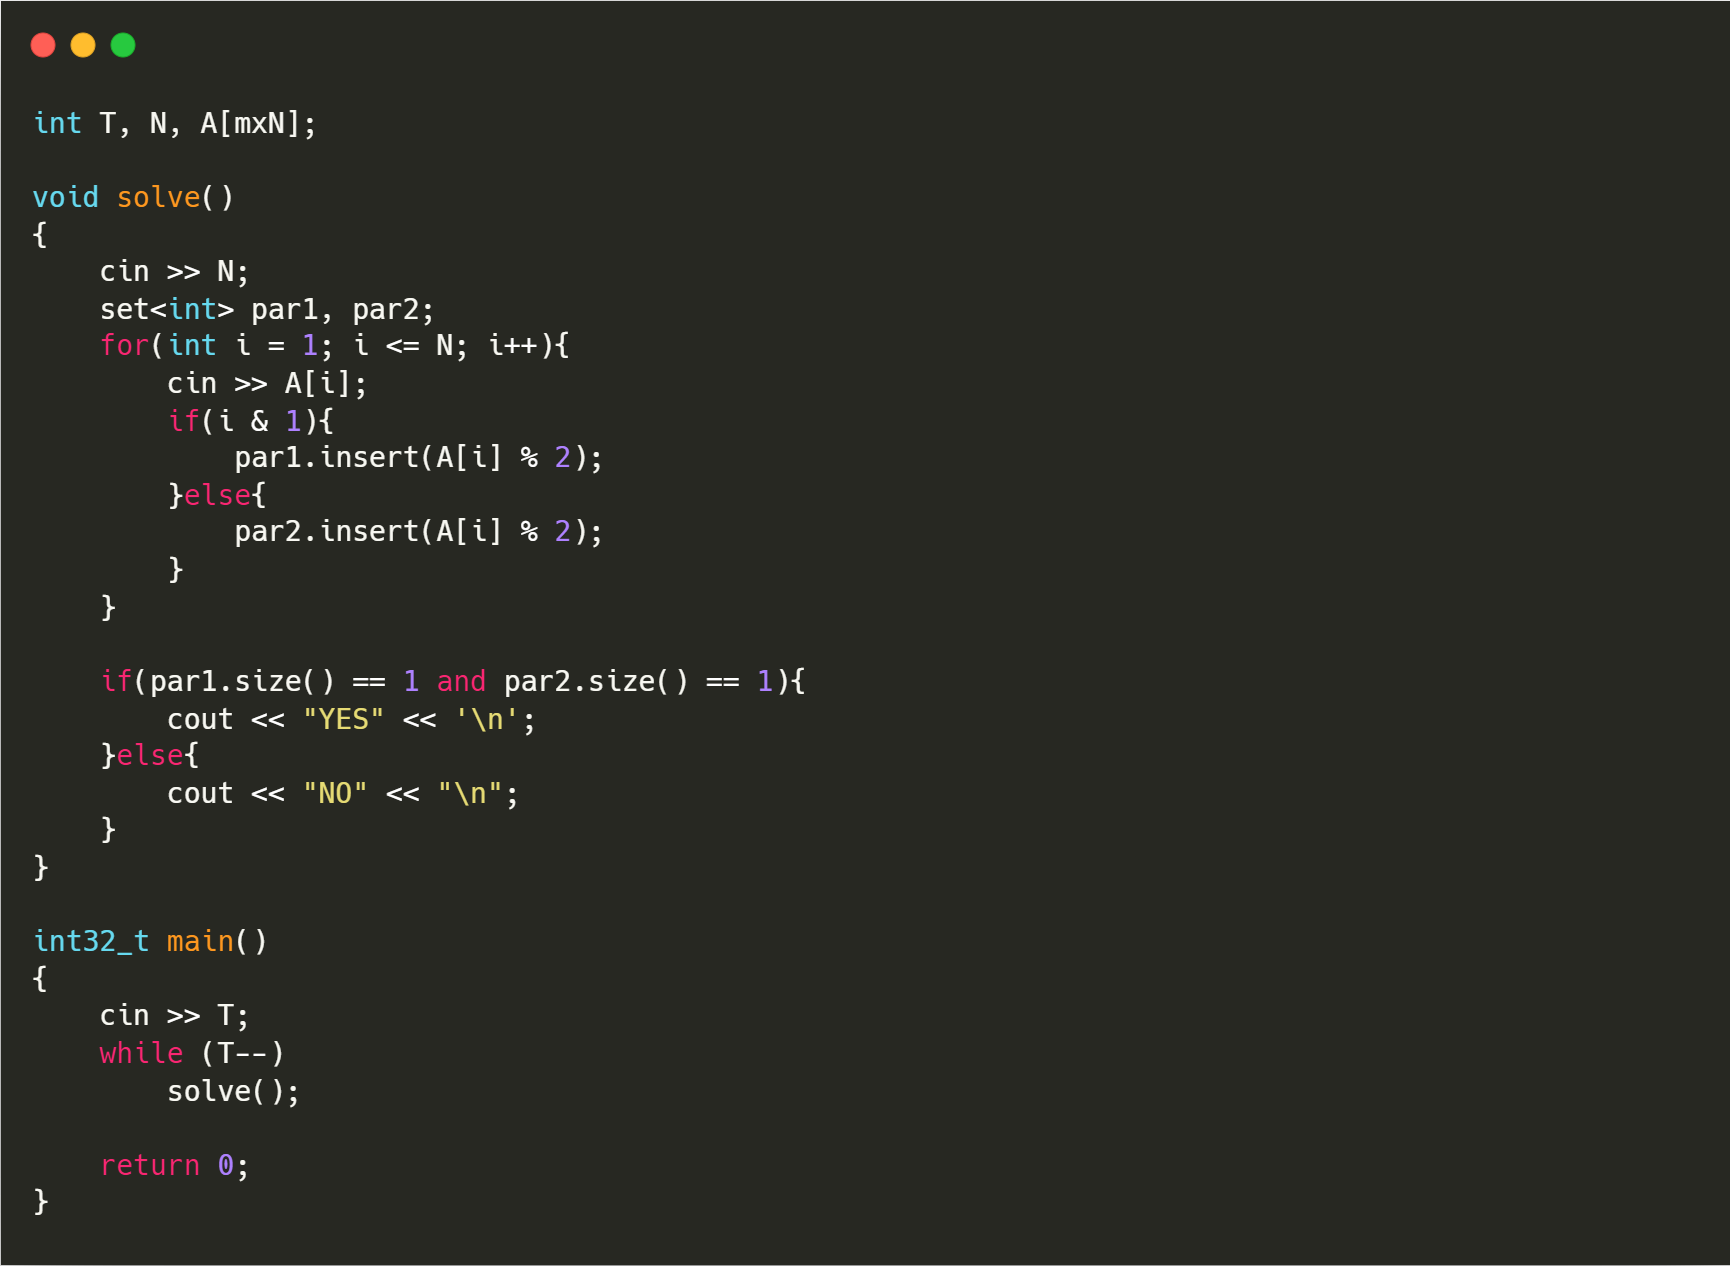 int T, N, A[mxN];

void solve()
{
    cin >> N;
    set<int> par1, par2;
    for(int i = 1; i <= N; i++){
        cin >> A[i];
        if(i & 1){
            par1.insert(A[i] % 2);
        }else{
            par2.insert(A[i] % 2);
        }
    }

    if(par1.size() == 1 and par2.size() == 1){
        cout << "YES" << '\n';
    }else{
        cout << "NO" << "\n";
    }
}

int32_t main()
{
    cin >> T;
    while (T--)
        solve();

    return 0;
}